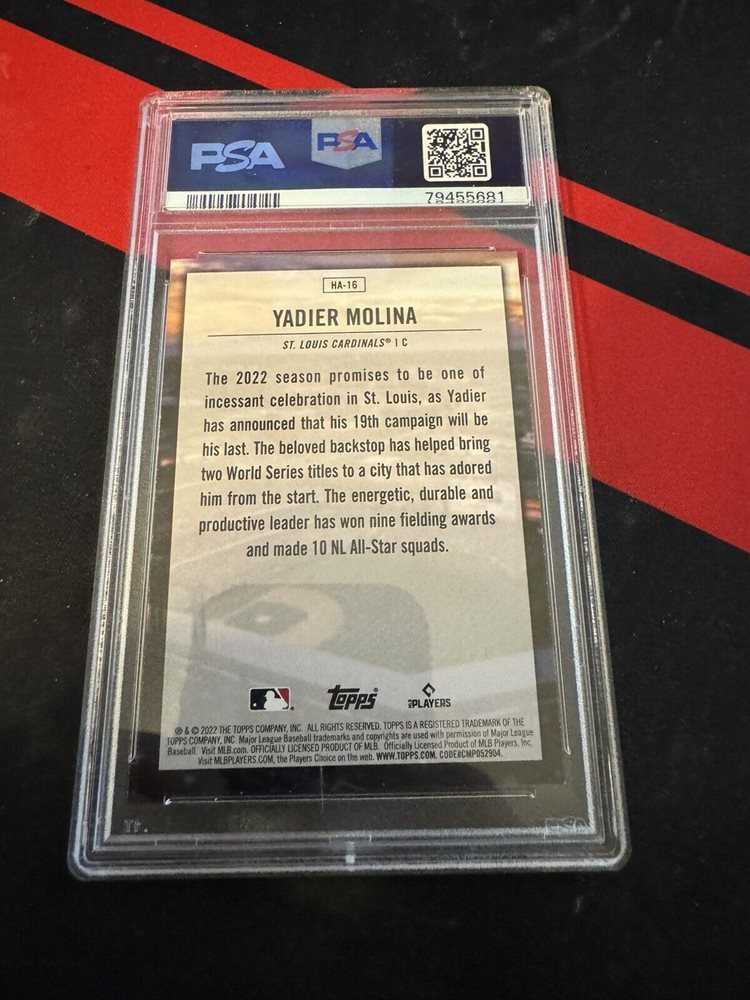 PSA
PSA
79455681
HA-16
YADIER MOLINA
ST. LOUIS CARDINALS® | C
The 2022 season promises to be one of
incessant celebration in St. Louis, as Yadier
has announced that his 19th campaign will be
his last. The beloved backstop has helped bring
two World Series titles to a city that has adored
him from the start. The energetic, durable and
productive leader has won nine fielding awards
and made 10 NL All-Star squads.
Topps
MLB PLAYERS
® & © 2022 THE TOPPS COMPANY, INC. ALL RIGHTS RESERVED. TOPPS IS A REGISTERED TRADEMARK OF THE
TOPPS COMPANY, INC. Major League Baseball trademarks and copyrights are used with permission of Major League
Baseball. Visit MLB.com. OFFICIALLY LICENSED PRODUCT OF MLB. Officially Licensed Product of MLB Players, Inc.
Visit MLBPLAYERS.COM, the Players Choice on the web. WWW.TOPPS.COM. CODE#CMP052904.
PSA